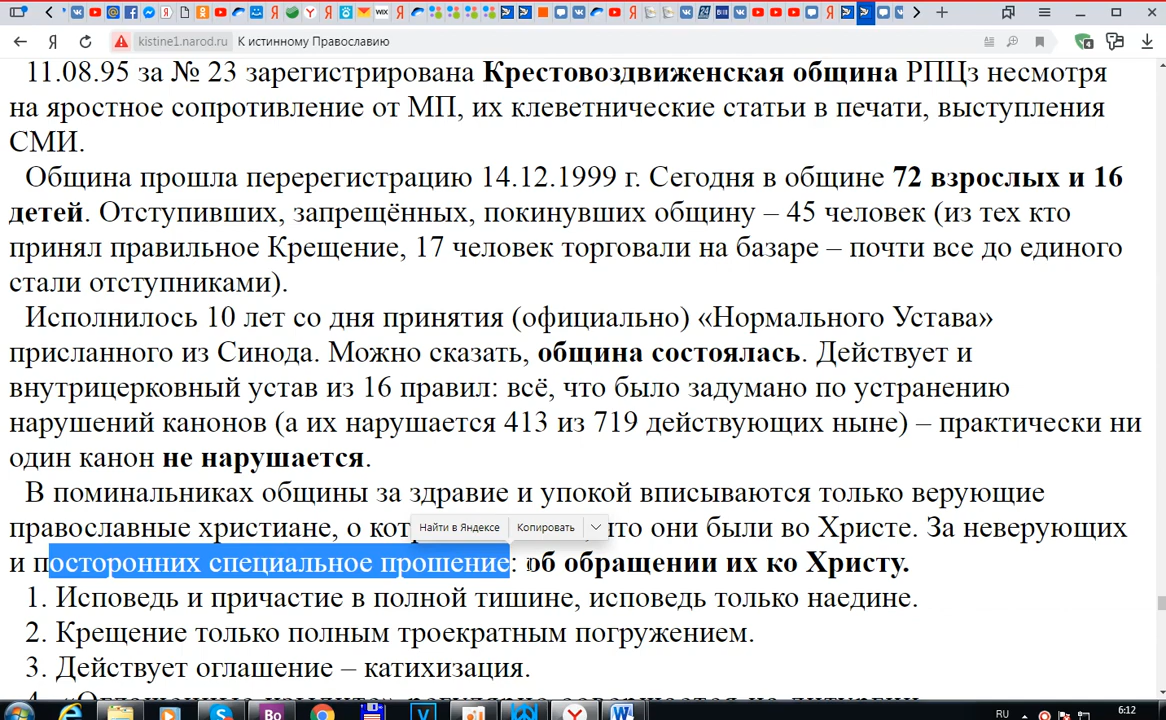 kistine1.narod.ru К истинному Православию
11.08.95 за № 23 зарегистрирована Крестовоздвиженская община РПЦз несмотря
на яростное сопротивление от МП, их клеветнические статьи в печати, выступления
СМИ.
Община прошла перерегистрацию 14.12.1999 г. Сегодня в общине 72 взрослых и 16
детей. Отступивших, запрещённых, покинувших общину – 45 человек (из тех кто
принял правильное Крещение, 17 человек торговали на базаре – почти все до единого
стали отступниками).
Исполнилось 10 лет со дня принятия (официально) «Нормального Устава»
присланного из Синода. Можно сказать, община состоялась. Действует и
внутрицерковный устав из 16 правил: всё, что было задумано по устранению
нарушений канонов (а их нарушается 413 из 719 действующих ныне) – практически ни
один канон не нарушается.
В поминальниках общины за здравие и упокой вписываются только верующие
православные христиане, о что они были во Христе. За неверующих
Найти в Яндексе Копировать
и посторонних специальное прошение: об обращении их ко Христу.
1. Исповедь и причастие в полной тишине, исповедь только наедине.
2. Крещение только полным троекратным погружением.
3. Действует оглашение – катихизация.
4. «Оглашенные изыдите» регулярно совершается на литургии
RU 6:12